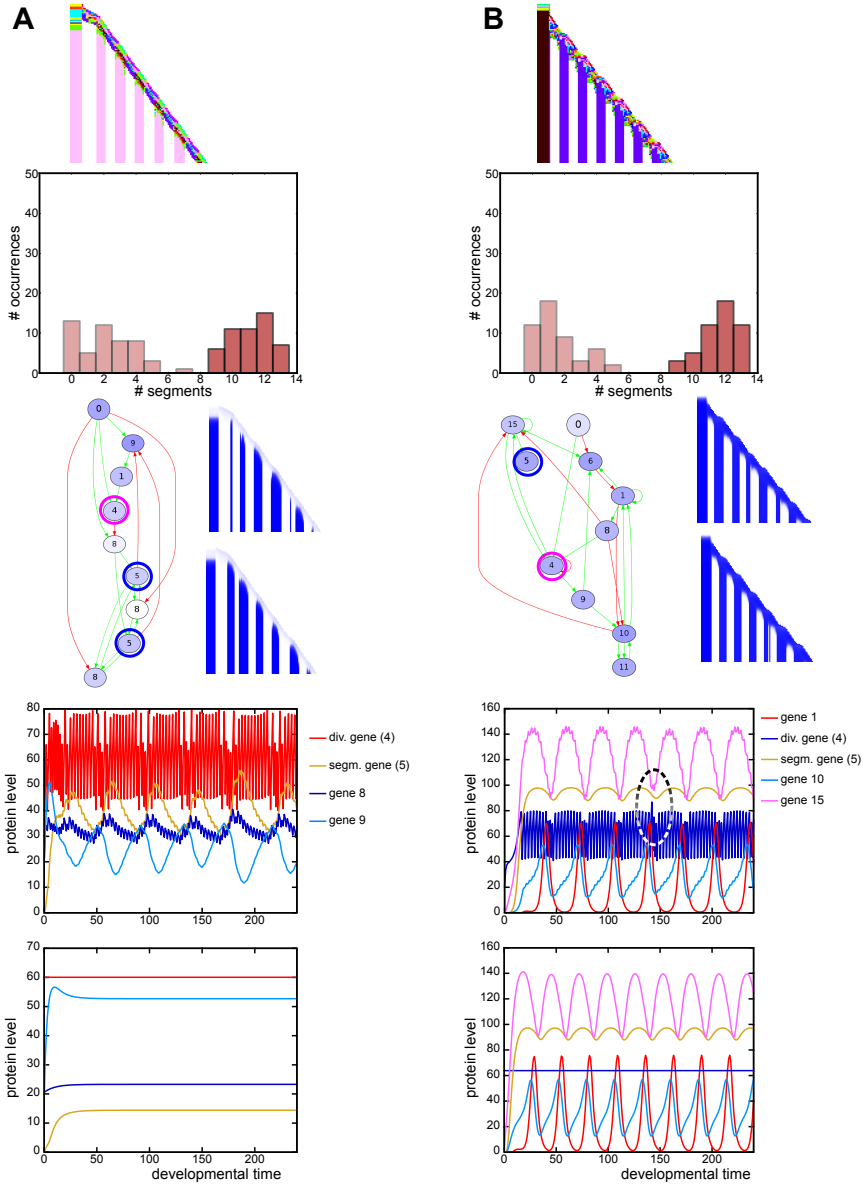 A
B
50
40
30
20
10
0
# occurrences
0 2 4 6 8 10 12 14
# segments
50
40
30
20
10
0
# occurrences
0 2 4 6 8 10 12 14
# segments
0
9
1
4
8
5
8
5
8
15
0
5
6
1
8
4
9
10
11
80
70
60
50
40
30
20
10
0
protein level
0 50 100 150 200
div. gene (4)
segm. gene (5)
gene 8
gene 9
160
140
120
100
80
60
40
20
0
protein level
0 50 100 150 200
gene 1
div. gene (4)
segm. gene (5)
gene 10
gene 15
70
60
50
40
30
20
10
0
protein level
0 50 100 150 200
developmental time
160
140
120
100
80
60
40
20
0
protein level
0 50 100 150 200
developmental time